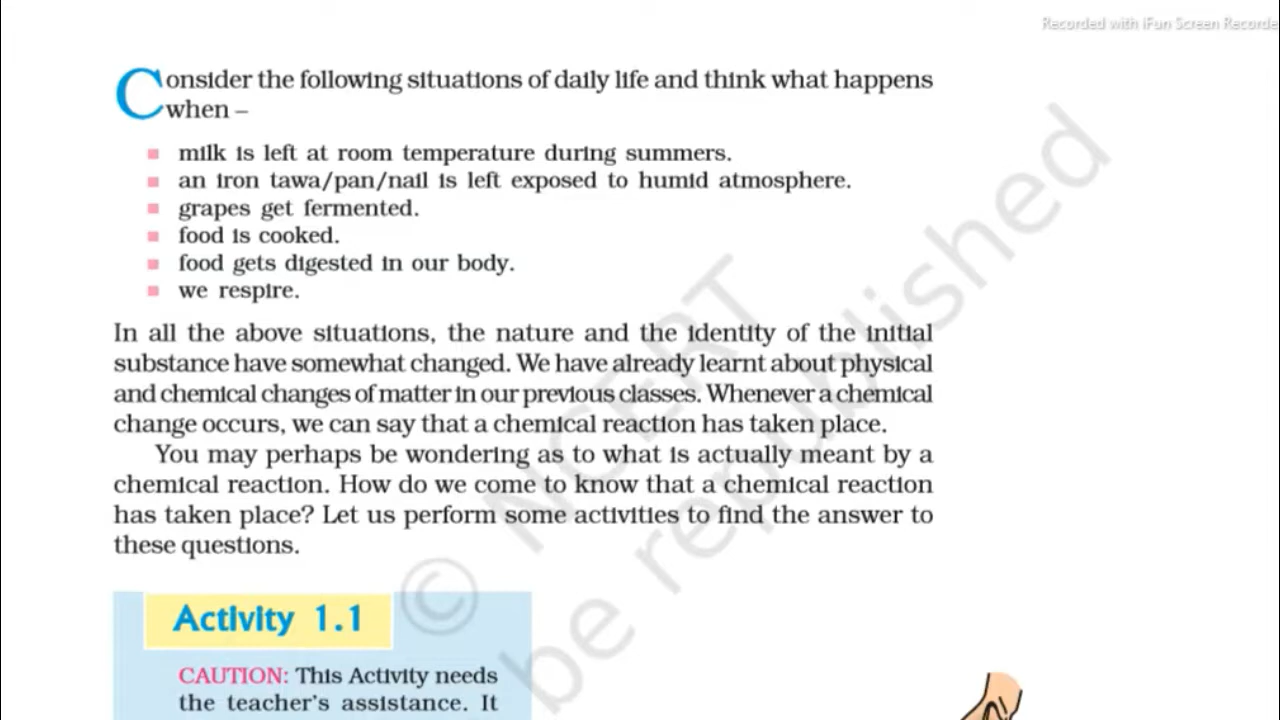 Recorded with iFun Screen Recorde
Consider the following situations of daily life and think what happens
when –
milk is left at room temperature during summers.
an iron tawa/pan/nail is left exposed to humid atmosphere.
grapes get fermented.
food is cooked.
food gets digested in our body.
we respire.
In all the above situations, the nature and the identity of the initial
substance have somewhat changed. We have already learnt about physical
and chemical changes of matter in our previous classes. Whenever a chemical
change occurs, we can say that a chemical reaction has taken place.
You may perhaps be wondering as to what is actually meant by a
chemical reaction. How do we come to know that a chemical reaction
has taken place? Let us perform some activities to find the answer to
these questions.
Activity 1.1
CAUTION: This Activity needs
the teacher's assistance. It
© NCERT
be republished